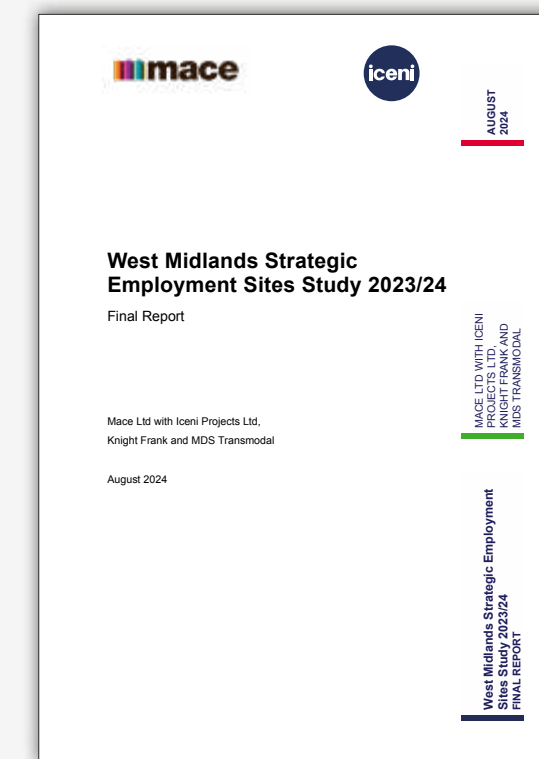 mace
iceni
AUGUST
2024
West Midlands Strategic
Employment Sites Study 2023/24
Final Report
MACE LTD WITH ICENI
PROJECTS LTD,
KNIGHT FRANK AND
MDS TRANSMODAL
Mace Ltd with Iceni Projects Ltd,
Knight Frank and MDS Transmodal
August 2024
West Midlands Strategic Employment
Sites Study 2023/24
FINAL REPORT